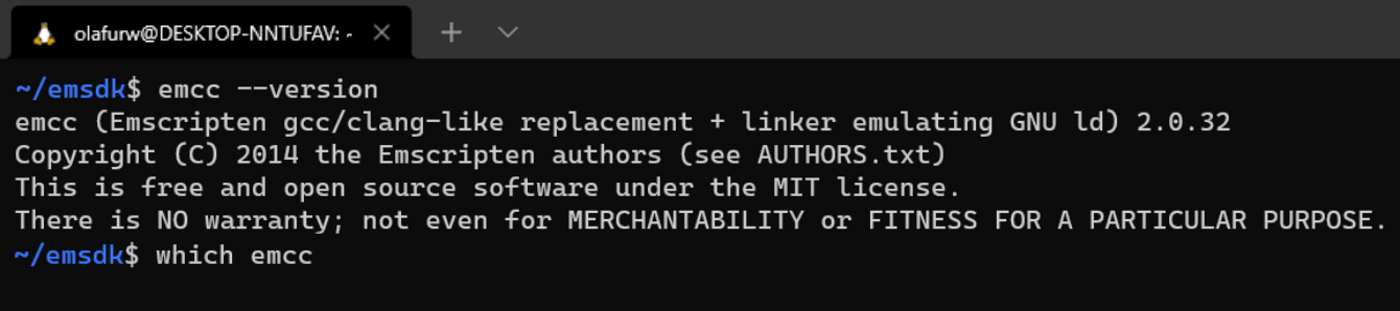 olafurw@DESKTOP-NNTUFAV: -
~/emsdk$ emcc --version
emcc (Emscripten gcc/clang-like replacement + linker emulating GNU ld) 2.0.32
Copyright (C) 2014 the Emscripten authors (see AUTHORS.txt)
This is free and open source software under the MIT license.
There is NO warranty; not even for MERCHANTABILITY or FITNESS FOR A PARTICULAR PURPOSE.
~/emsdk$ which emcc